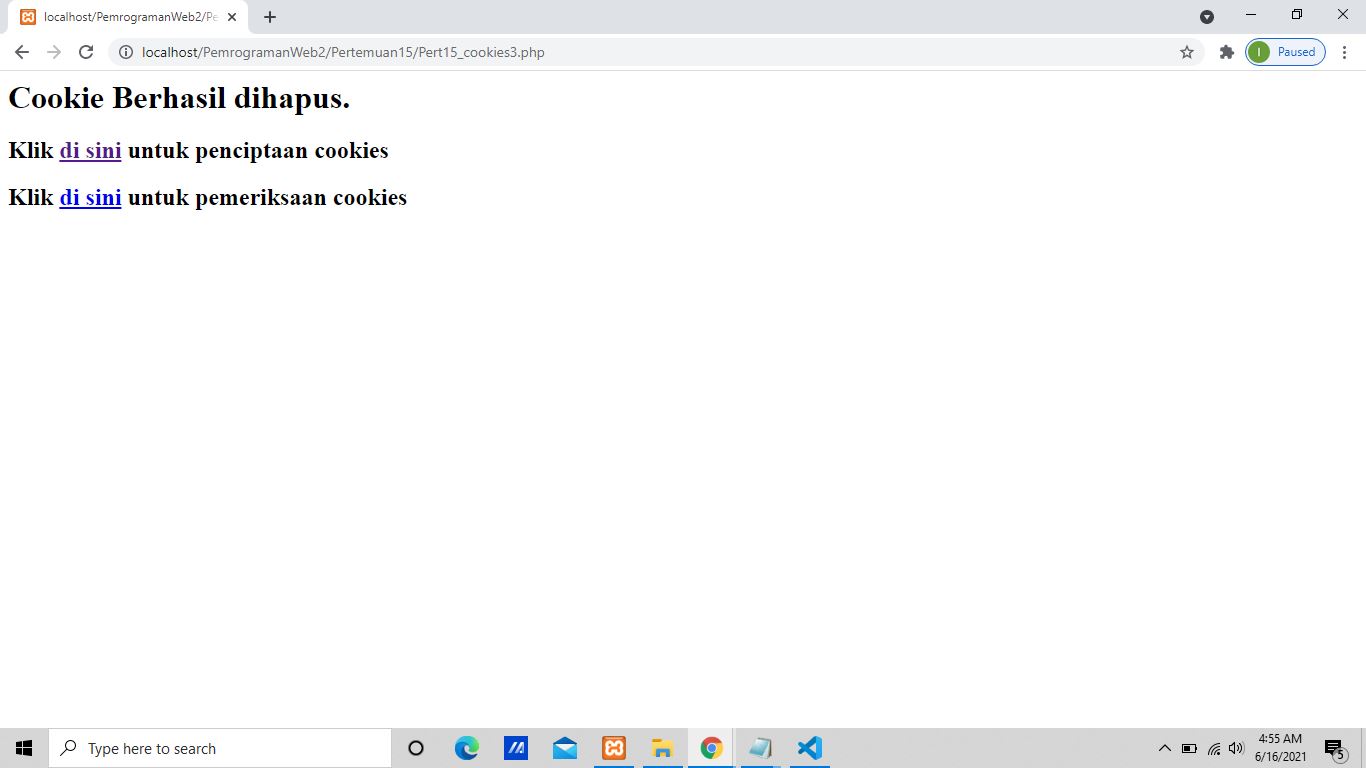 localhost/PemrogramanWeb2/Pe
localhost/PemrogramanWeb2/Pertemuan15/Pert15_cookies3.php
I
Paused
Cookie Berhasil dihapus.
Klik di sini untuk penciptaan cookies
Klik di sini untuk pemeriksaan cookies
Type here to search
4:55 AM
6/16/2021
5